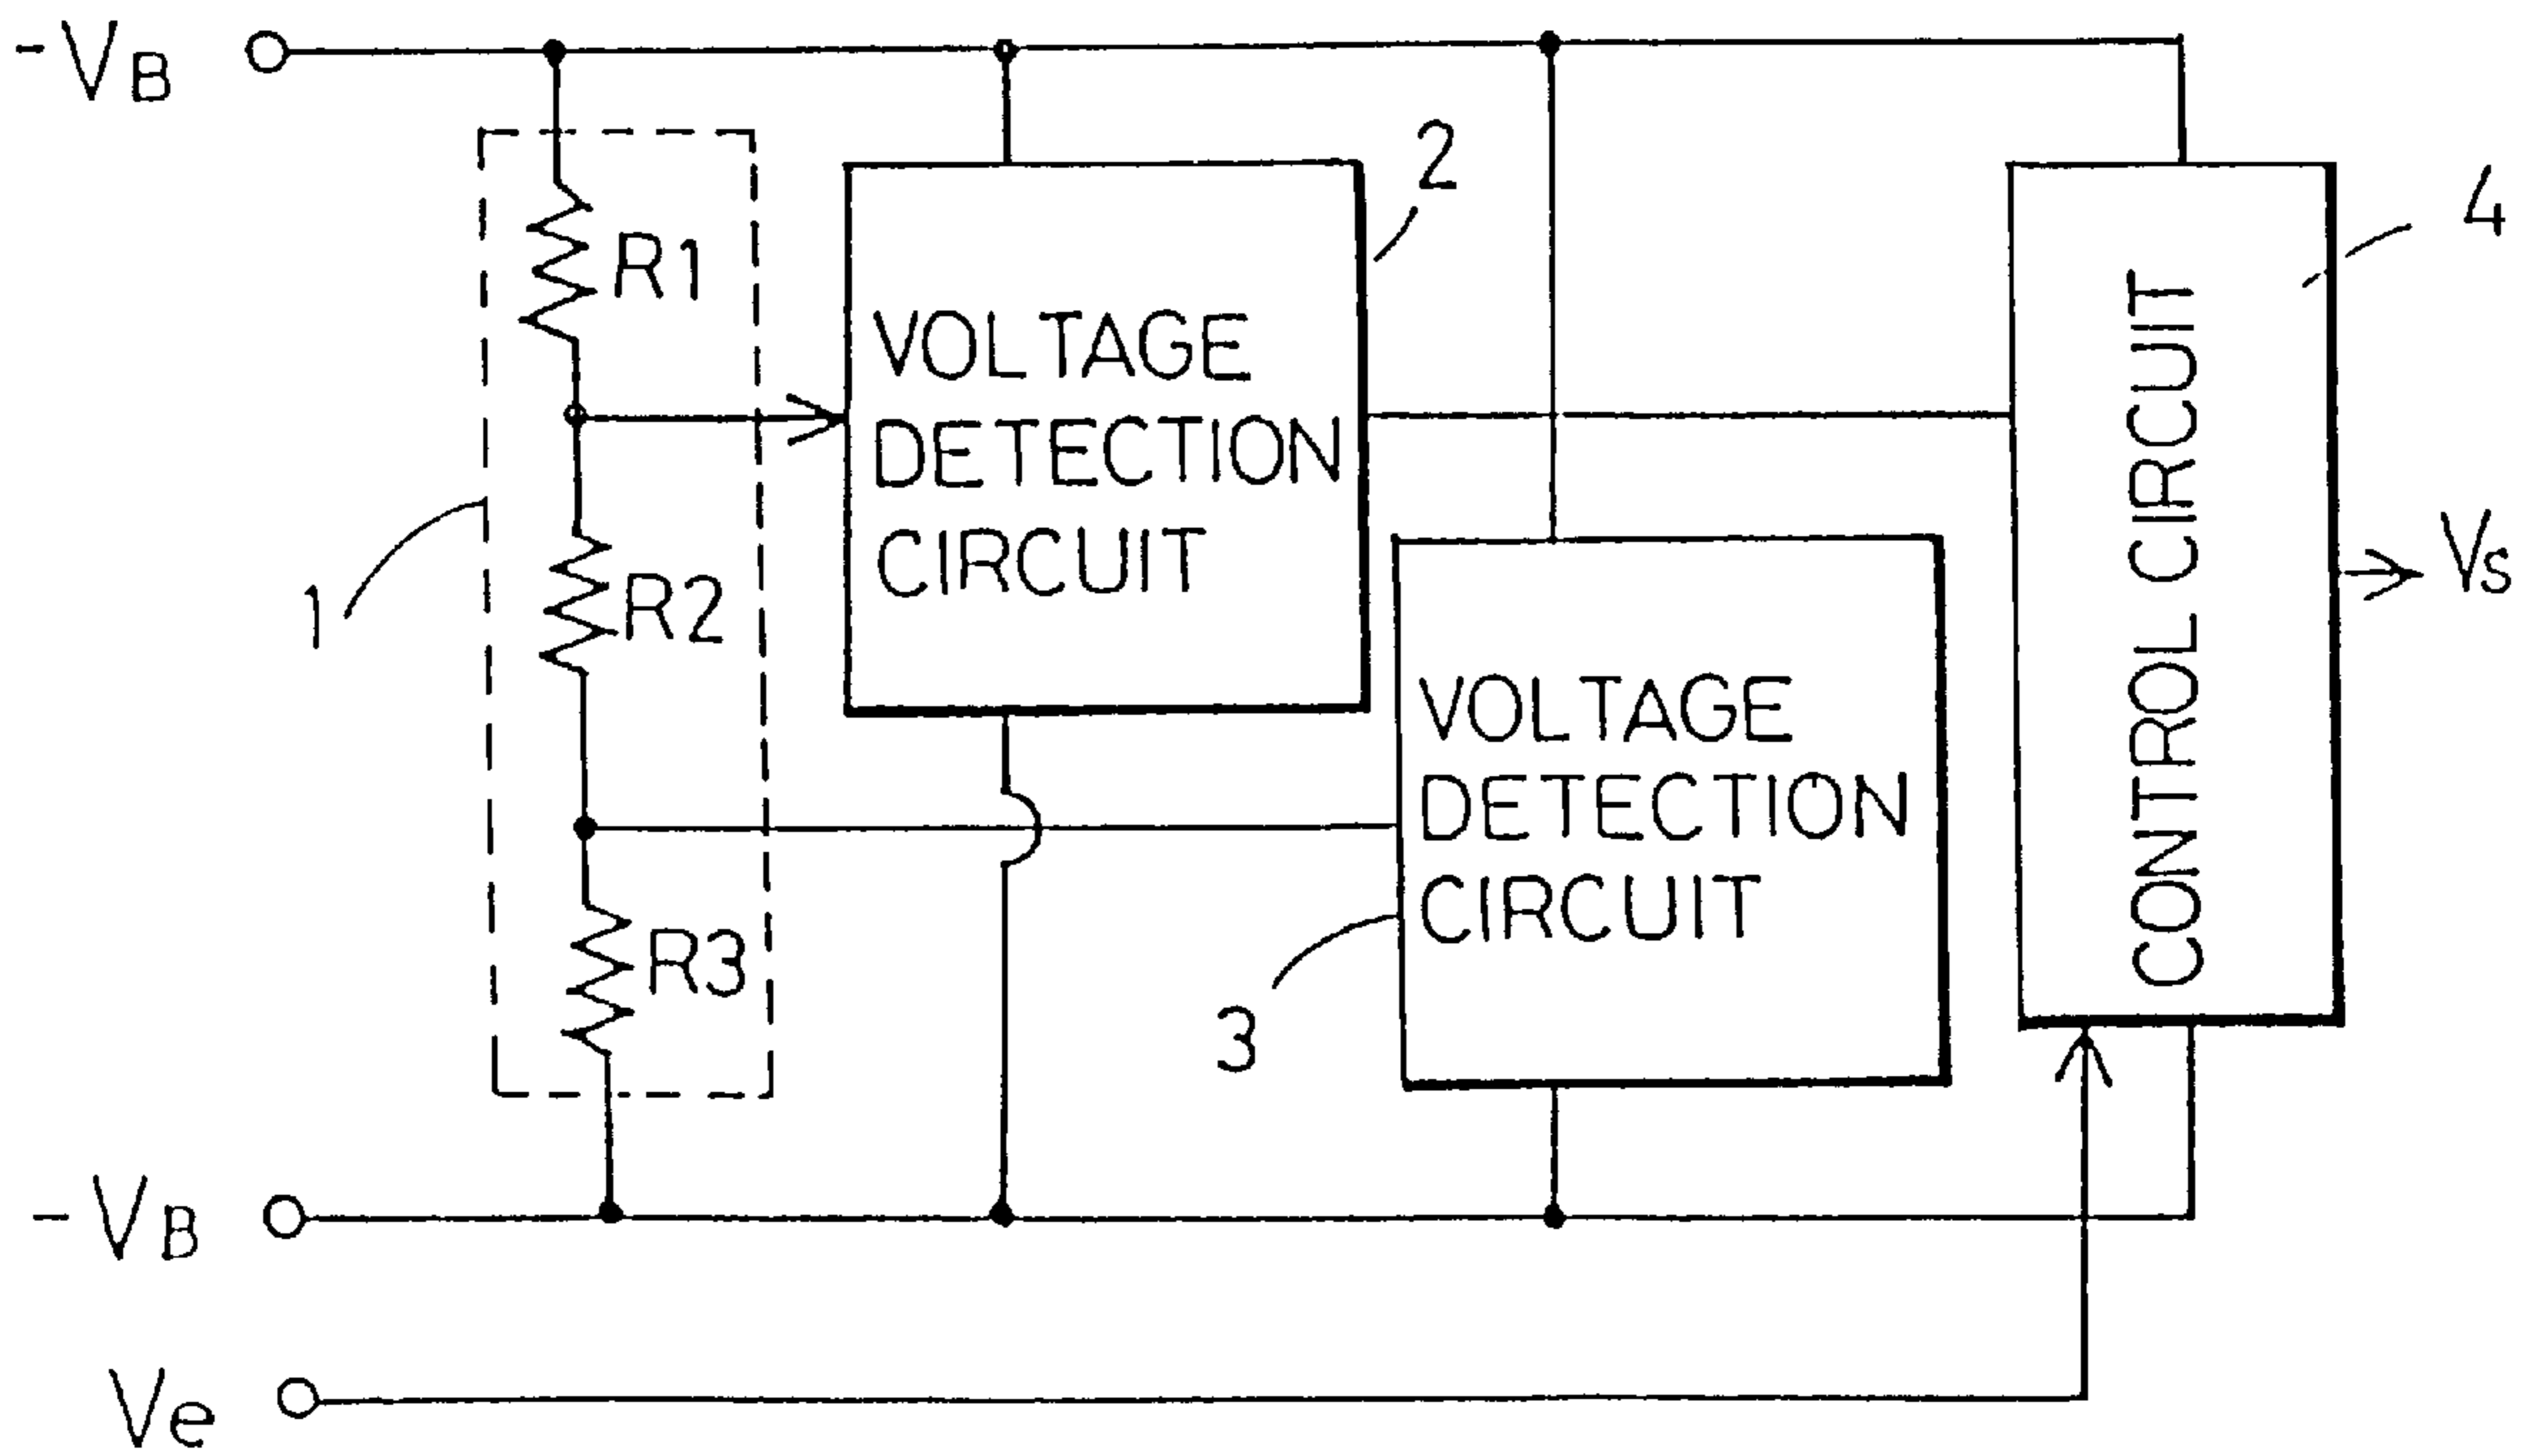 -VB
2
4
R1
VOLTAGE
DETECTION
CIRCUIT
CONTROL CIRCUIT
Vs
1
R2
VOLTAGE
DETECTION
CIRCUIT
R3
3
-VB
Ve